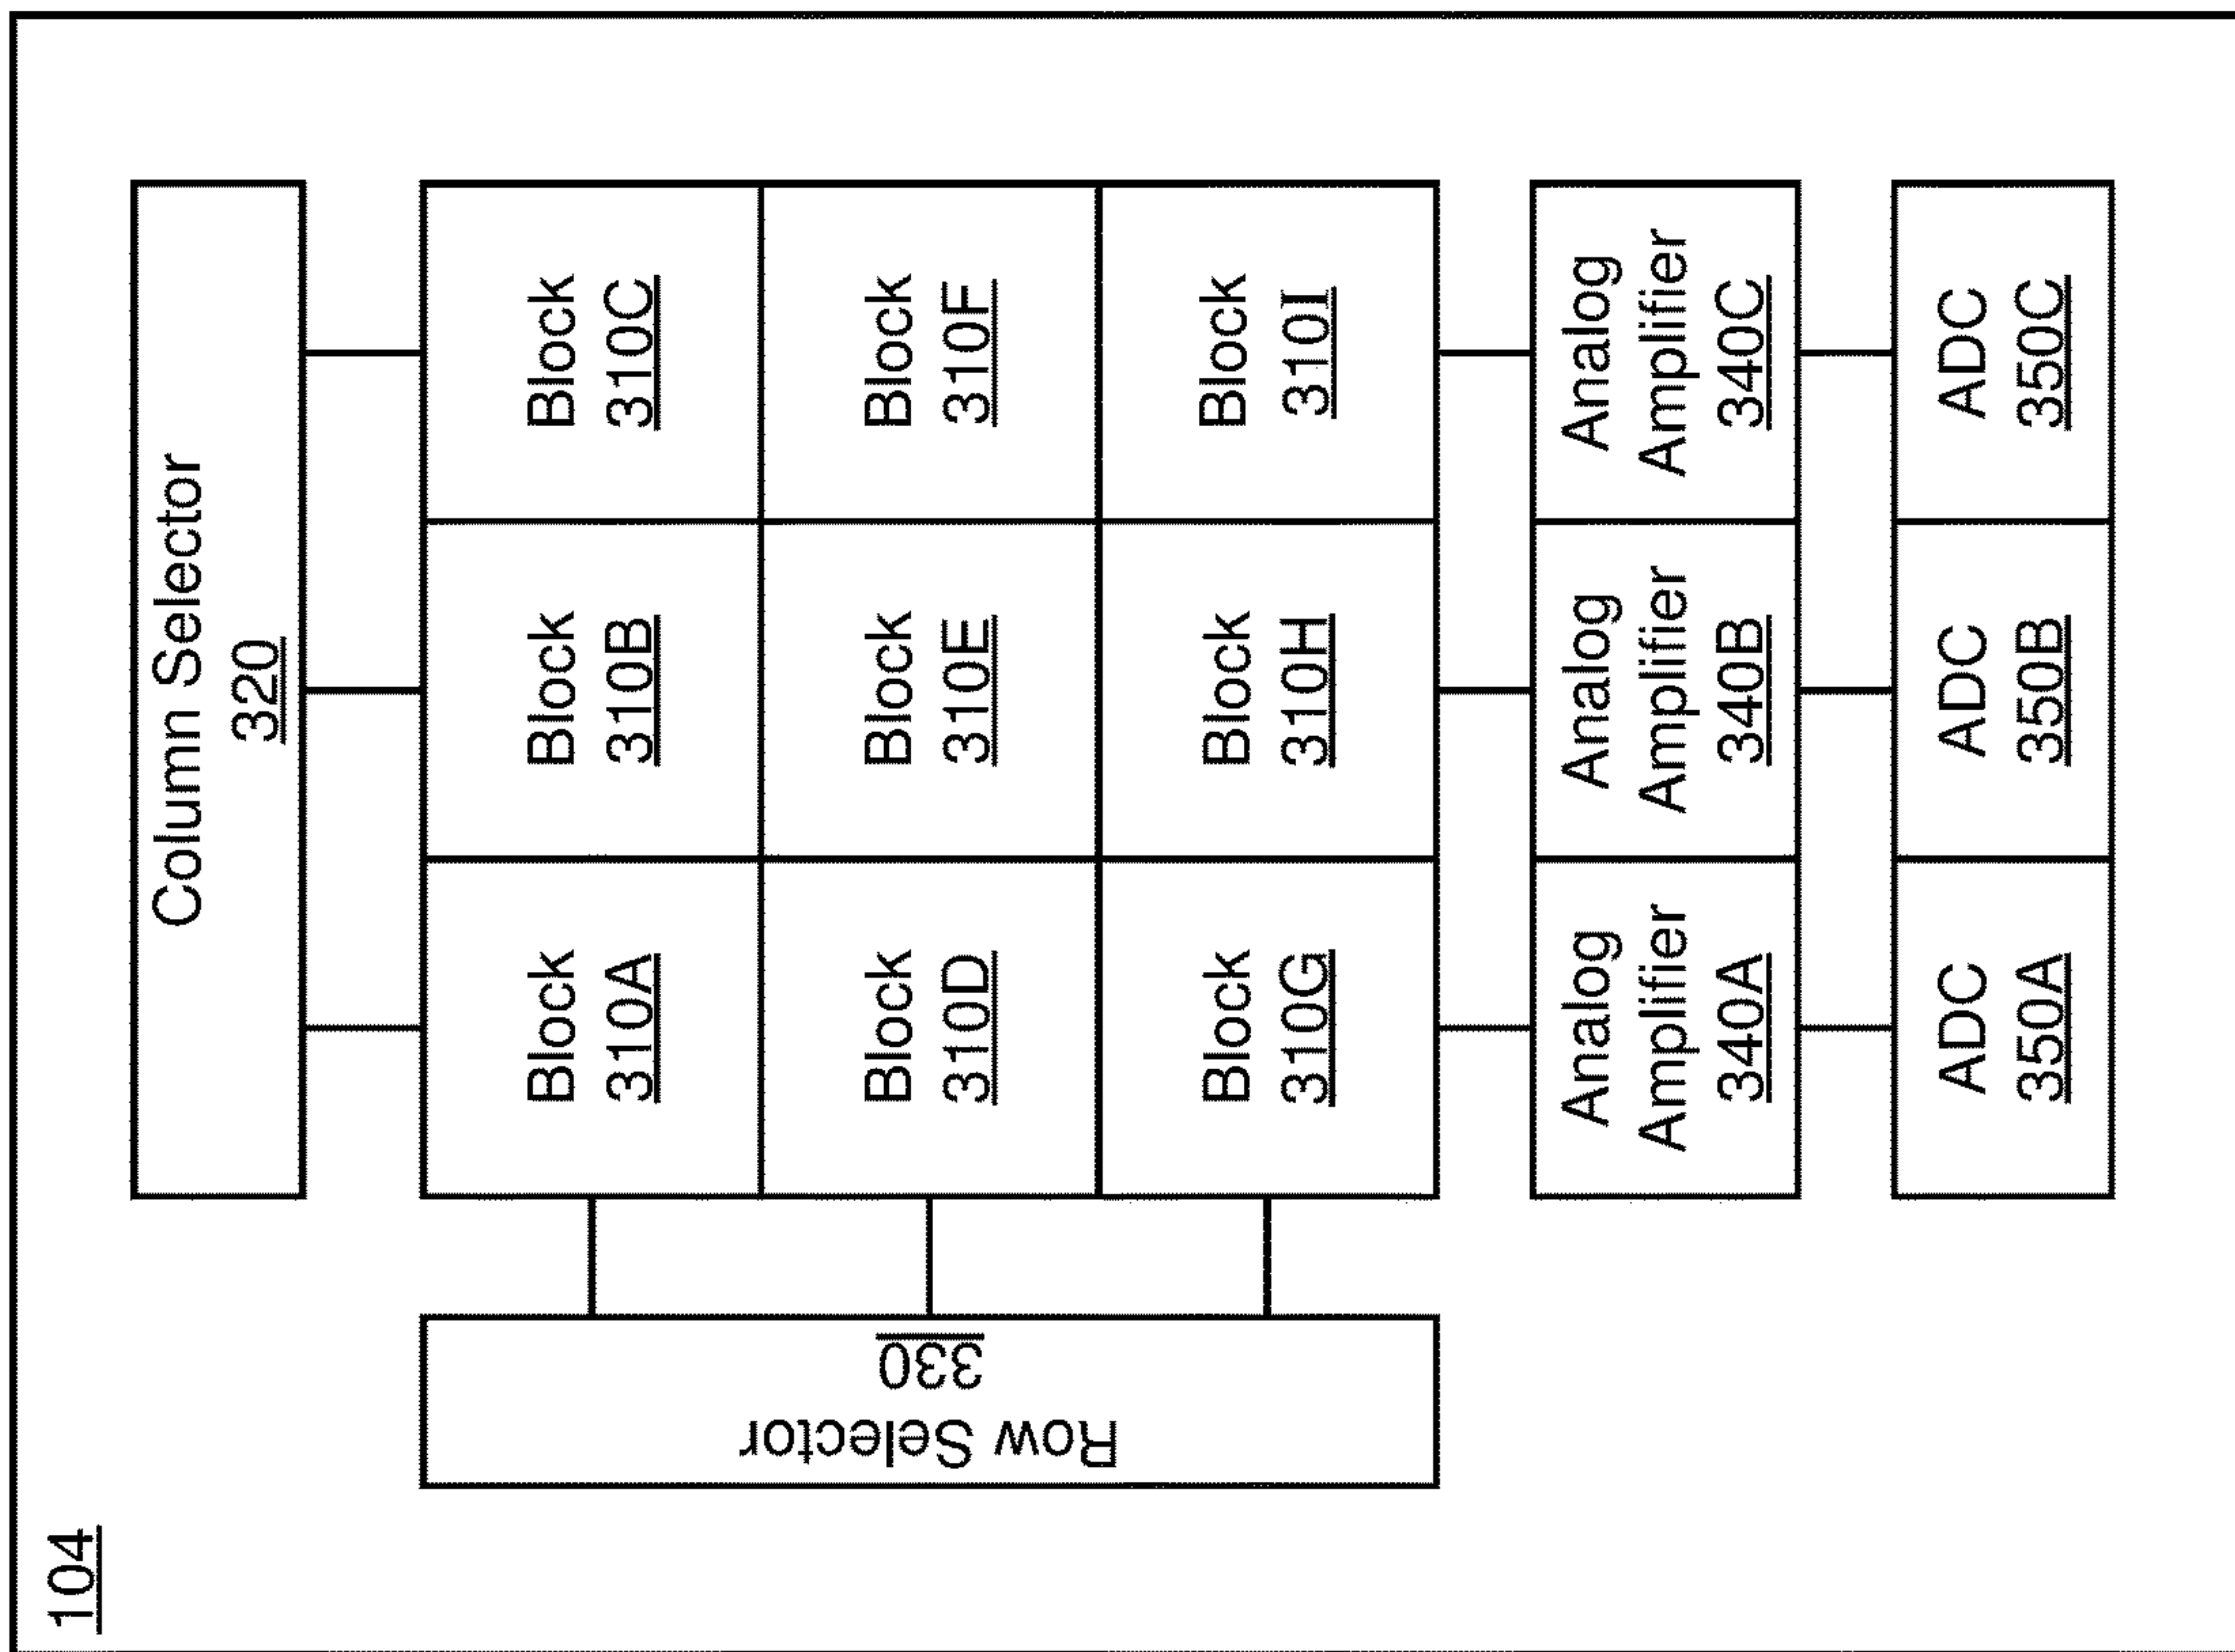 104
Column Selector
320
Row Selector
330
Block
310A
Block
310B
Block
310C
Block
310D
Block
310E
Block
310F
Block
310G
Block
310H
Block
310I
Analog
Amplifier
340A
Analog
Amplifier
340B
Analog
Amplifier
340C
ADC
350A
ADC
350B
ADC
350C